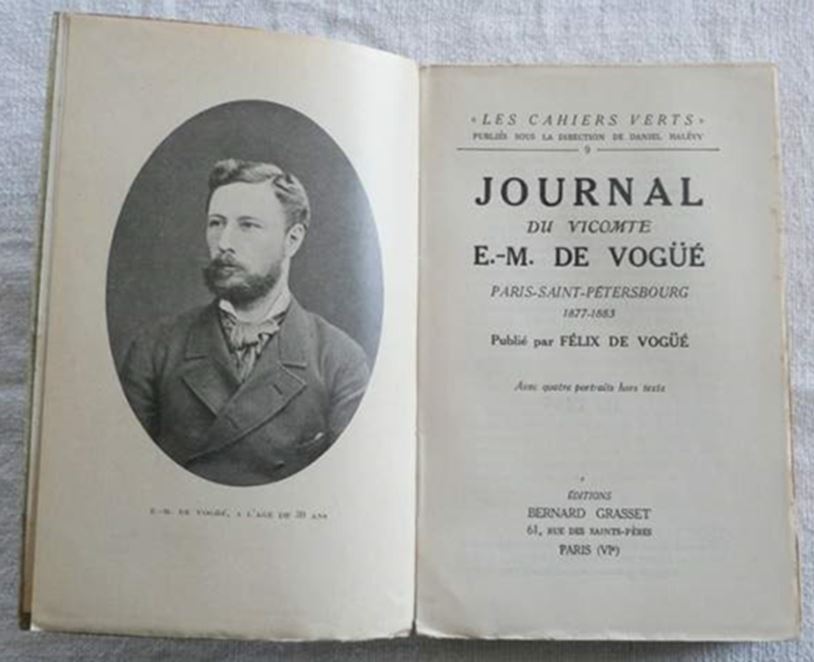 E.-M. DE VOGÜÉ, A L'AGE DE 30 ANS
« LES CAHIERS VERTS »
PUBLIÉS SOUS LA DIRECTION DE DANIEL HALÉVY
9
JOURNAL
DU VICOMTE
E.-M. DE VOGÜÉ
PARIS-SAINT-PÉTERSBOURG
1877-1883
Publié par FÉLIX DE VOGÜÉ
Avec quatre portraits hors texte
ÉDITIONS
BERNARD GRASSET
61, RUE DES SAINTS-PÈRES
PARIS (VIe)